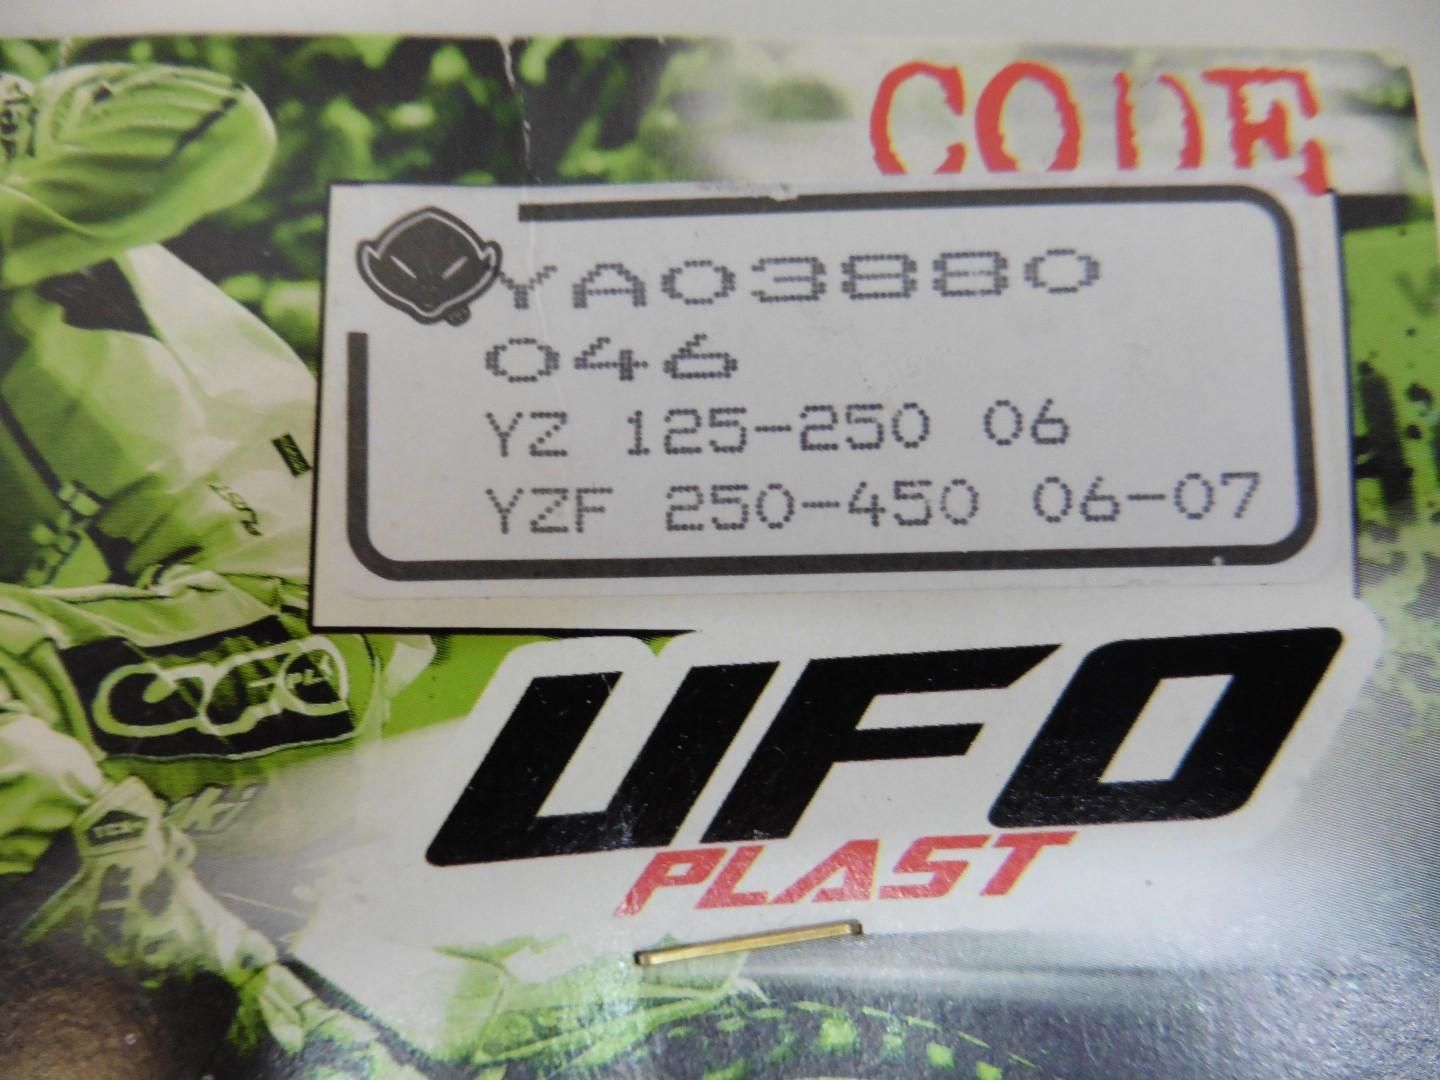 CODE
YA03880
046
YZ 125-250 06
YZF 250-450 06-07
UFO
PLAST